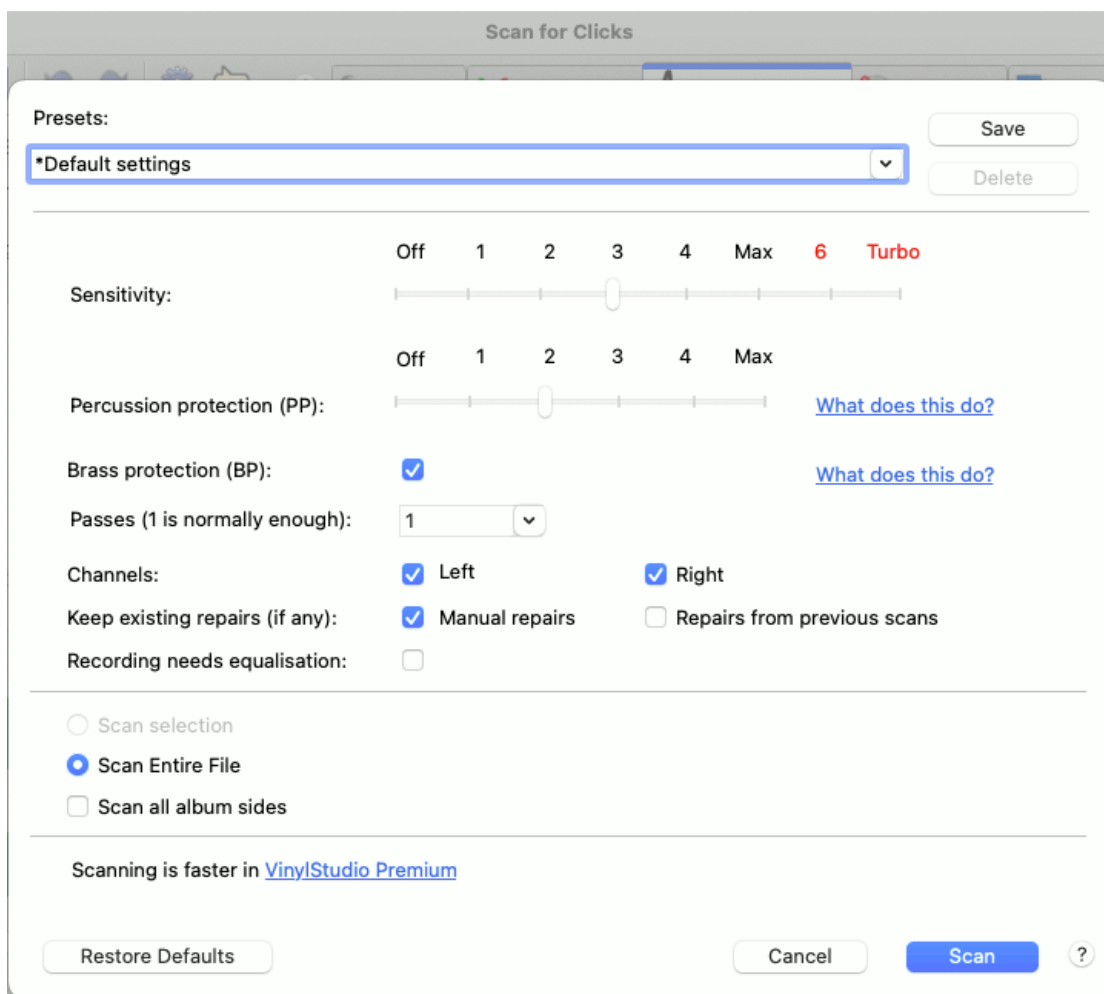 Scan for Clicks
Presets:
Save
*Default settings
Delete
Off 1 2 3 4 Max 6 Turbo
Sensitivity:
Off 1 2 3 4 Max
Percussion protection (PP): What does this do?
Brass protection (BP): What does this do?
Passes (1 is normally enough): 1
Channels: Left Right
Keep existing repairs (if any): Manual repairs Repairs from previous scans
Recording needs equalisation:
Scan selection
Scan Entire File
Scan all album sides
Scanning is faster in VinylStudio Premium
Restore Defaults Cancel Scan ?